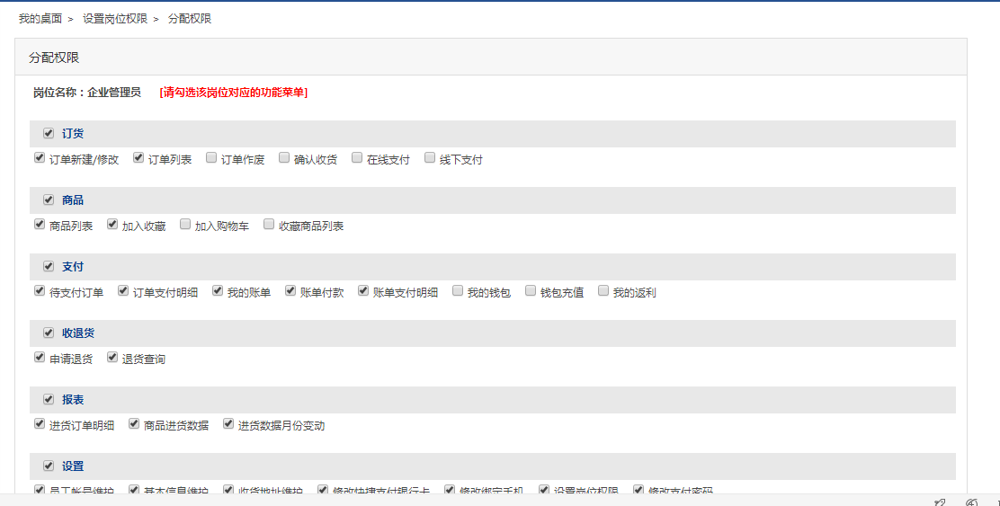 我的桌面 > 设置岗位权限 > 分配权限
分配权限
岗位名称：企业管理员 [请勾选该岗位对应的功能菜单]
订货
订单新建/修改 订单列表 订单作废 确认收货 在线支付 线下支付
商品
商品列表 加入收藏 加入购物车 收藏商品列表
支付
待支付订单 订单支付明细 我的账单 账单付款 账单支付明细 我的钱包 钱包充值 我的返利
收退货
申请退货 退货查询
报表
进货订单明细 商品进货数据 进货数据月份变动
设置
员工帐号维护 基本信息维护 收货地址维护 修改快捷支付银行卡 修改绑定手机 设置岗位权限 修改支付密码